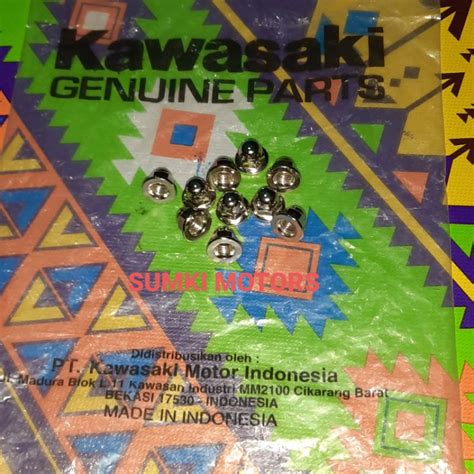 Kawasaki
GENUINE PARTS
SUMKI MOTORS
Didistribusikan oleh :
PT. Kawasaki Motor Indonesia
Jl. Madura Blok L 11 Kawasan Industri MM2100 Cikarang Barat
BEKASI 17530 - INDONESIA
MADE IN INDONESIA